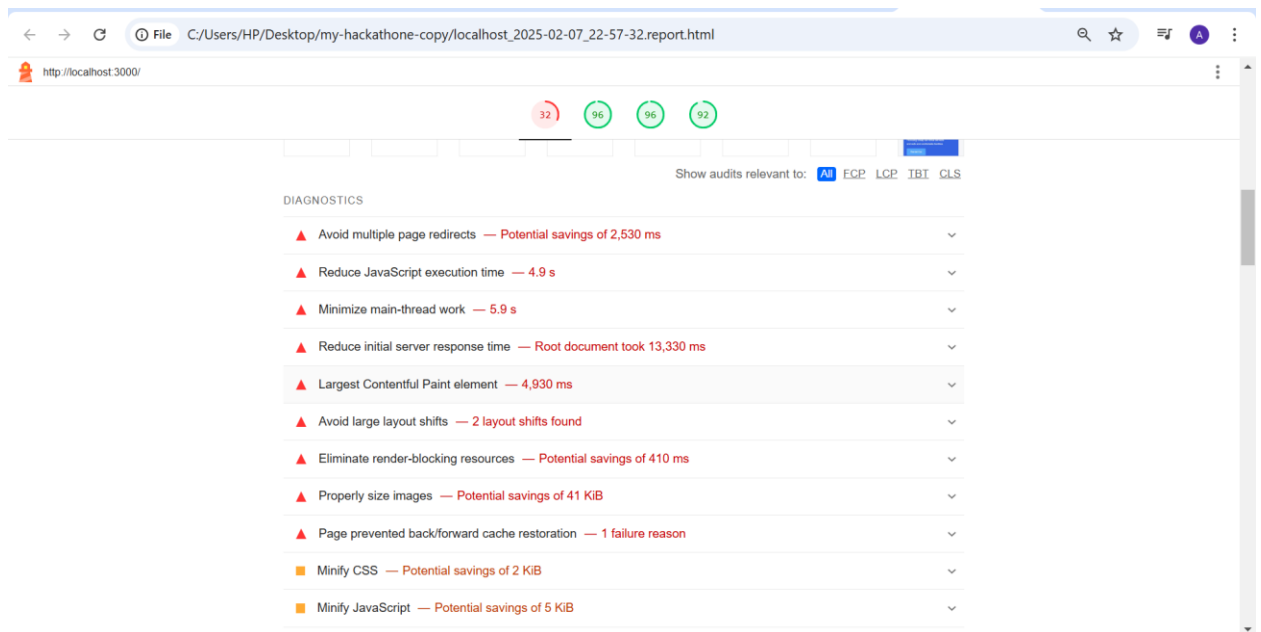 File C:/Users/HP/Desktop/my-hackathone-copy/localhost_2025-02-07_22-57-32.report.html A
http://localhost:3000/
32 96 96 92
Show audits relevant to: All FCP LCP TBT CLS
DIAGNOSTICS
Avoid multiple page redirects — Potential savings of 2,530 ms
Reduce JavaScript execution time — 4.9 s
Minimize main-thread work — 5.9 s
Reduce initial server response time — Root document took 13,330 ms
Largest Contentful Paint element — 4,930 ms
Avoid large layout shifts — 2 layout shifts found
Eliminate render-blocking resources — Potential savings of 410 ms
Properly size images — Potential savings of 41 KiB
Page prevented back/forward cache restoration — 1 failure reason
Minify CSS — Potential savings of 2 KiB
Minify JavaScript — Potential savings of 5 KiB